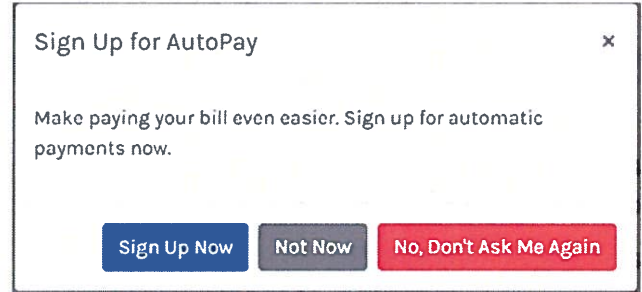 Sign Up for AutoPay ×
Make paying your bill even easier. Sign up for automatic
payments now.
Sign Up Now Not Now No, Don't Ask Me Again